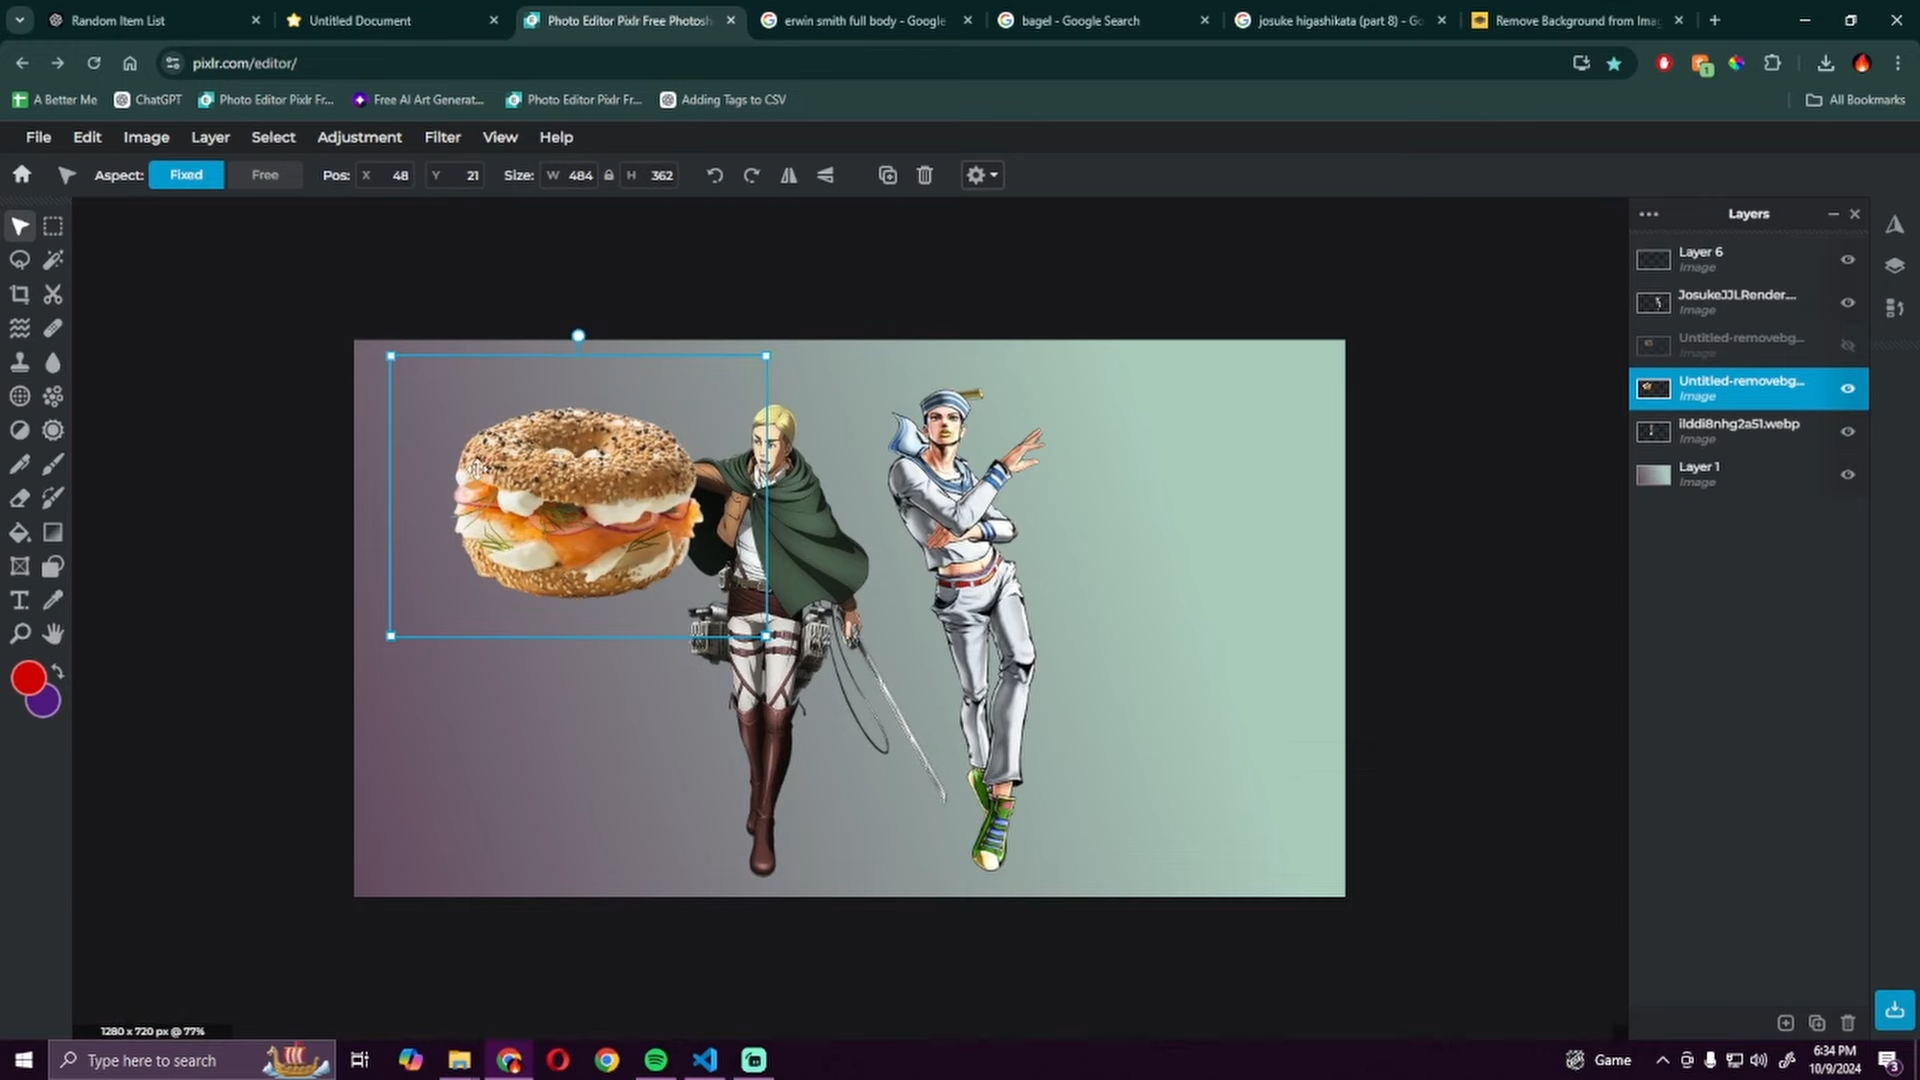 Random Item List
Untitled Document
Photo Editor Pixlr Free Photosh
erwin smith full body - Google
bagel - Google Search
josuke higashikata (part 8) - Go
Remove Background from Imag
pixlr.com/editor/
A Better Me
ChatGPT
Photo Editor Pixlr Fr...
Free AI Art Generat...
Photo Editor Pixlr Fr...
Adding Tags to CSV
All Bookmarks
File Edit Image Layer Select Adjustment Filter View Help
Aspect: Fixed Free Pos: X 48 Y 21 Size: W 484 H 362
Layers
Layer 6
Image
JosukeJJLRender....
Image
Untitled-removebg...
Image
Untitled-removebg...
Image
ilddi8nhg2a51.webp
Image
Layer 1
Image
1280 x 720 px @ 77%
Type here to search
Game
6:34 PM
10/9/2024
3